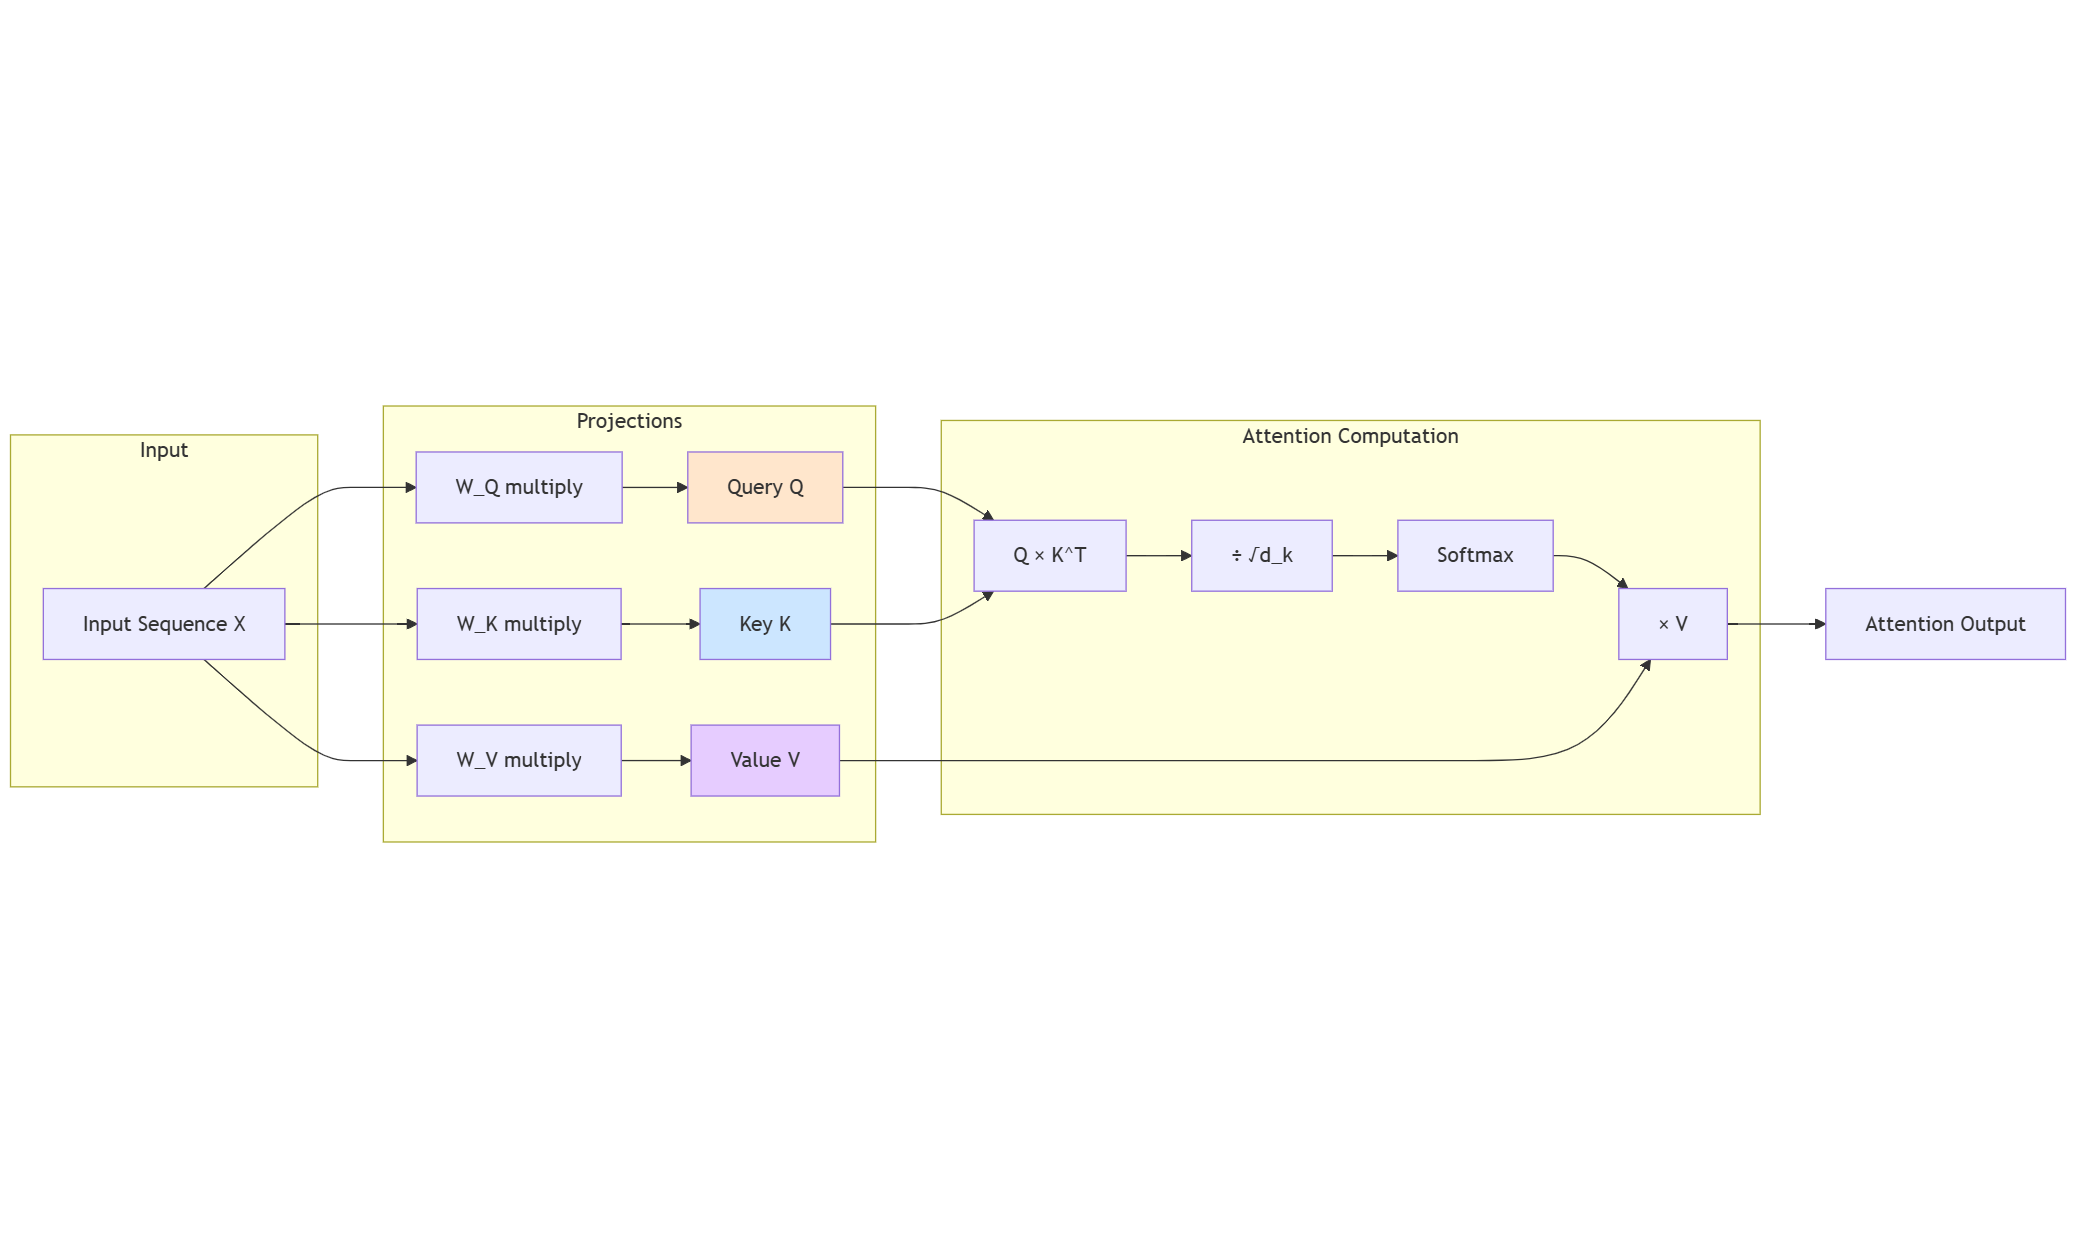 Input
Input Sequence X
Projections
W_Q multiply
Query Q
W_K multiply
Key K
W_V multiply
Value V
Attention Computation
Q × K^T
÷ √d_k
Softmax
× V
Attention Output